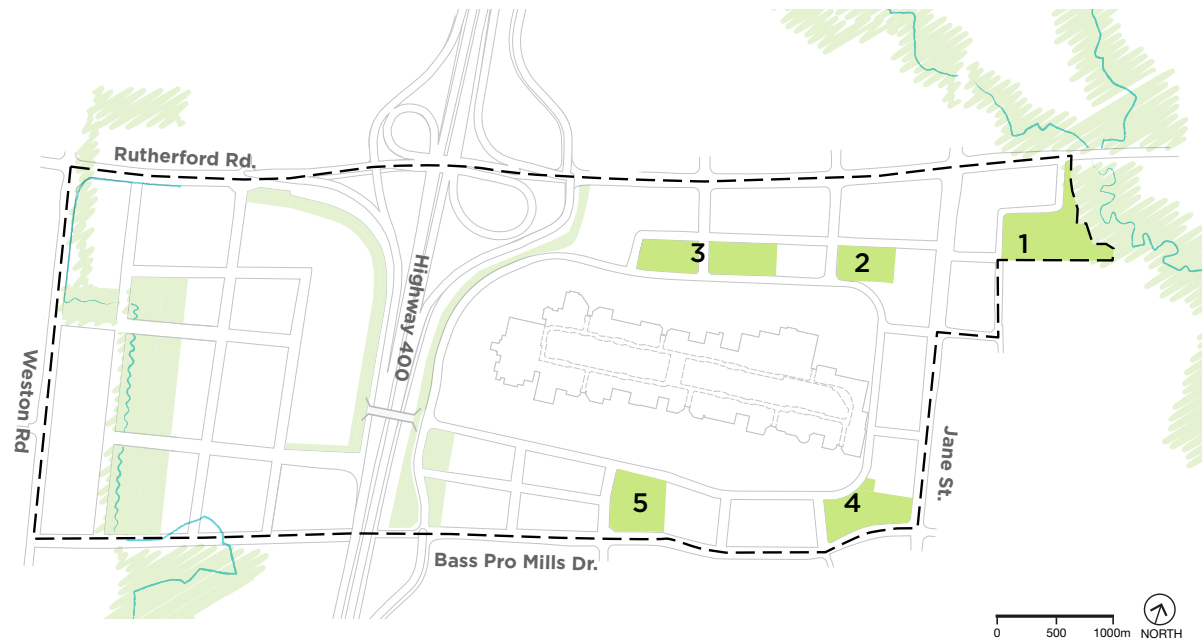 Rutherford Rd.
1
3
2
Highway 400
Weston Rd
Jane St.
5
4
Bass Pro Mills Dr.
0 500 1000m
NORTH